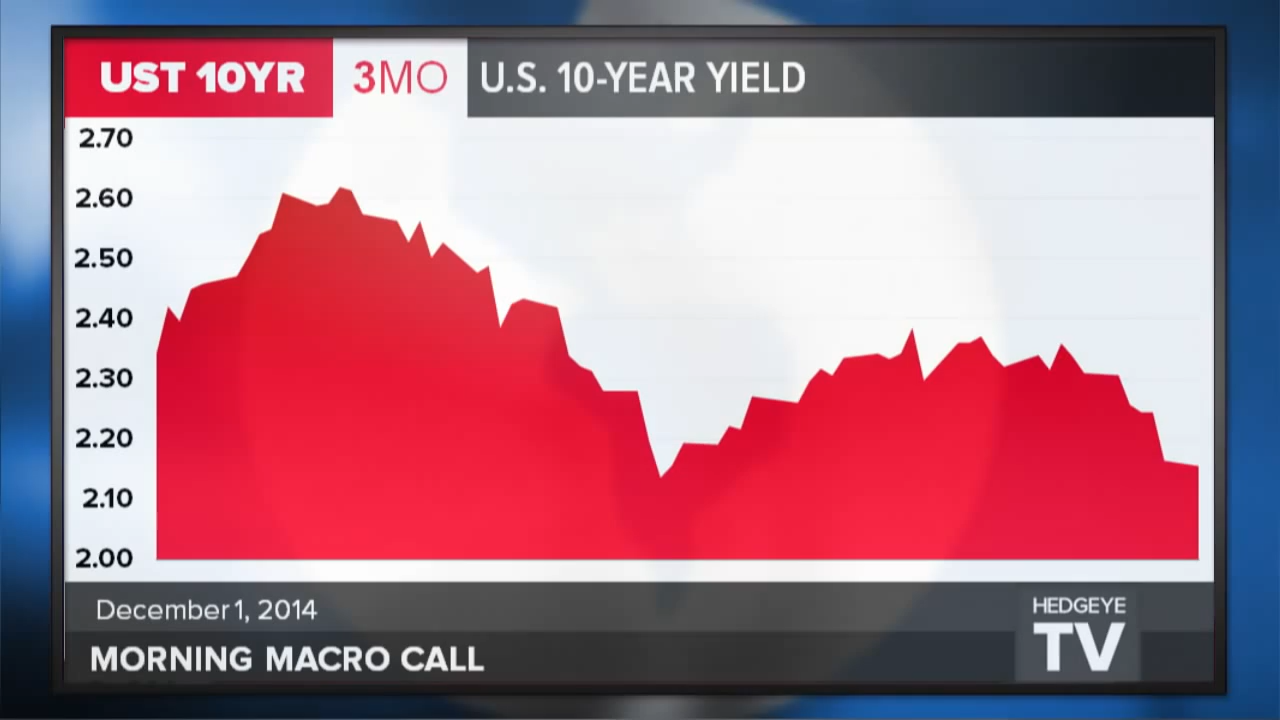 UST 10YR
3MO
U.S. 10-YEAR YIELD
2.70
2.60
2.50
2.40
2.30
2.20
2.10
2.00
December 1, 2014
MORNING MACRO CALL
HEDGEYE
TV